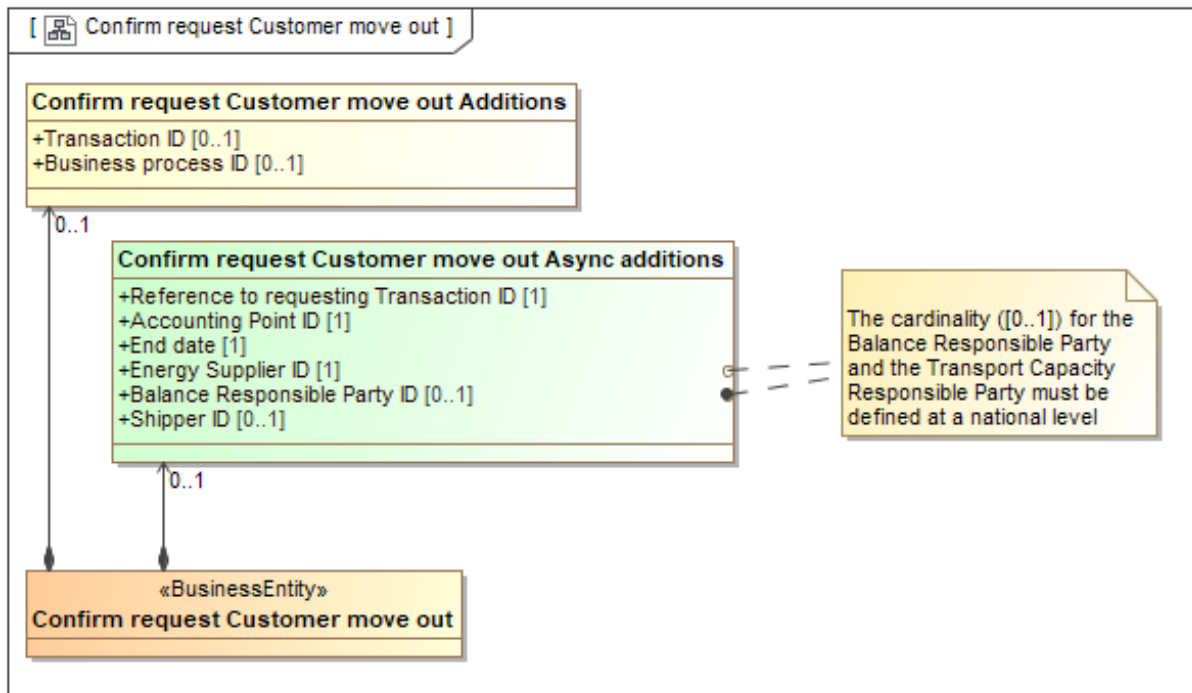 [ Confirm request Customer move out ]
Confirm request Customer move out Additions
+Transaction ID [0..1]
+Business process ID [0..1]
0..1
Confirm request Customer move out Async additions
+Reference to requesting Transaction ID [1]
+Accounting Point ID [1]
+End date [1]
+Energy Supplier ID [1]
+Balance Responsible Party ID [0..1]
+Shipper ID [0..1]
The cardinality ([0..1]) for the
Balance Responsible Party
and the Transport Capacity
Responsible Party must be
defined at a national level
0..1
«BusinessEntity»
Confirm request Customer move out